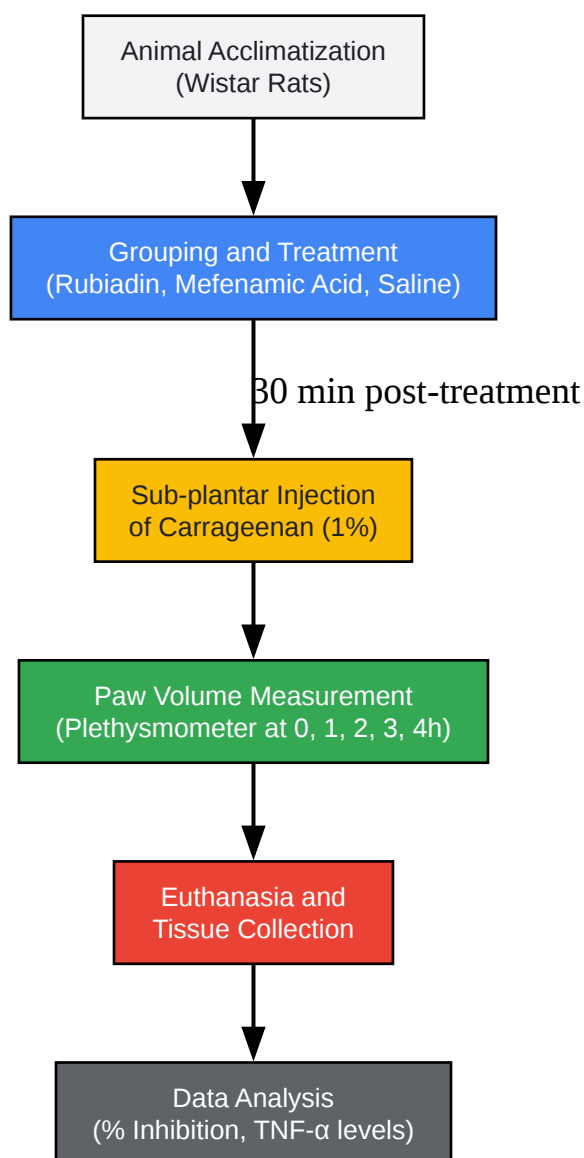 Animal Acclimatization
(Wistar Rats)
Grouping and Treatment
(Rubiadin, Mefenamic Acid, Saline)
30 min post-treatment
Sub-plantar Injection
of Carrageenan (1%)
Paw Volume Measurement
(Plethysmometer at 0, 1, 2, 3, 4h)
Euthanasia and
Tissue Collection
Data Analysis
(% Inhibition, TNF-α levels)